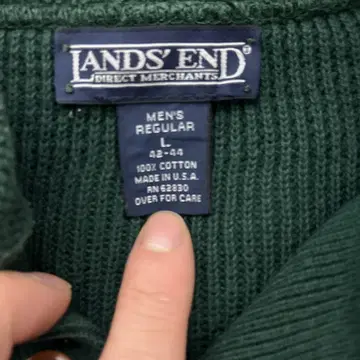 LANDS' END
DIRECT MERCHANTS
MEN'S
REGULAR
L
42-44
100% COTTON
MADE IN U.S.A.
RN 62830
OVER FOR CARE